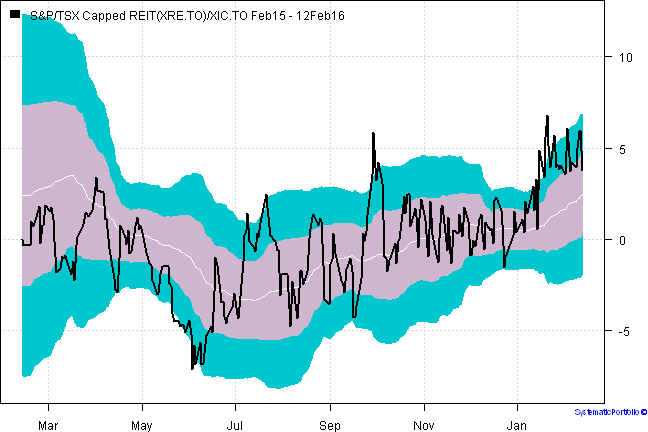 S&P/TSX Capped REIT(XRE.TO)/XIC.TO Feb15 - 12Feb16
10
5
0
-5
Mar May Jul Sep Nov Jan
SystematicPortfolio ©